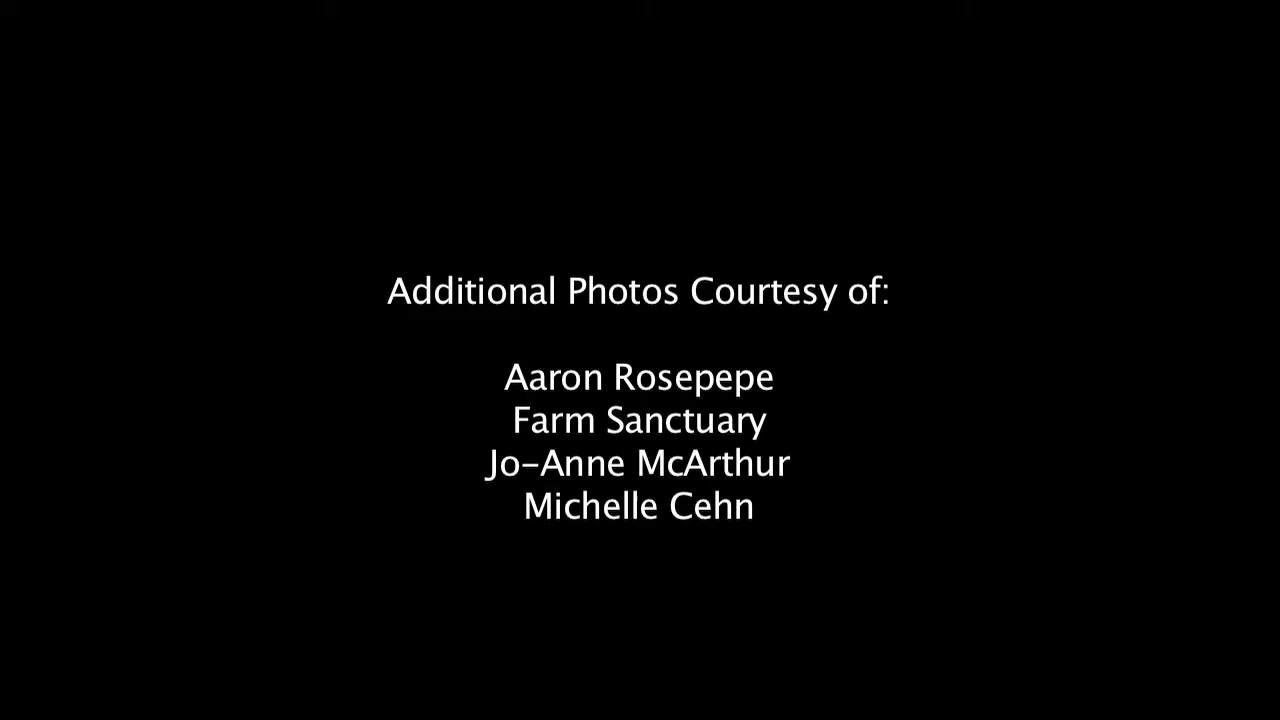 Additional Photos Courtesy of:
Aaron Rosepepe
Farm Sanctuary
Jo-Anne McArthur
Michelle Cehn